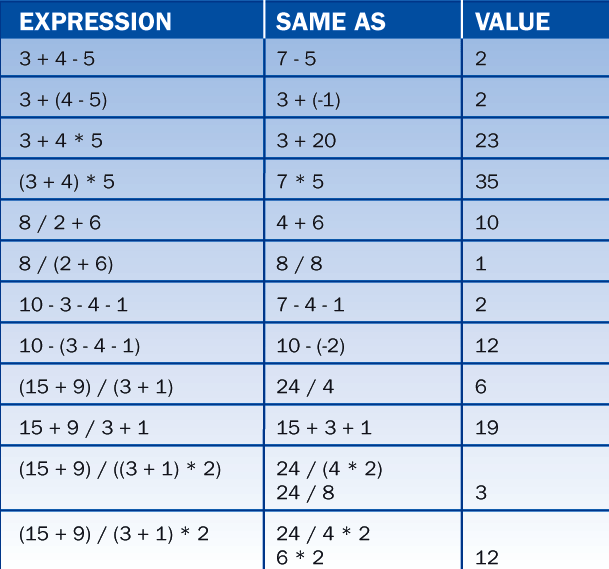 EXPRESSION SAME AS VALUE
3 + 4 - 5 7 - 5 2
3 + (4 - 5) 3 + (-1) 2
3 + 4 * 5 3 + 20 23
(3 + 4) * 5 7 * 5 35
8 / 2 + 6 4 + 6 10
8 / (2 + 6) 8 / 8 1
10 - 3 - 4 - 1 7 - 4 - 1 2
10 - (3 - 4 - 1) 10 - (-2) 12
(15 + 9) / (3 + 1) 24 / 4 6
15 + 9 / 3 + 1 15 + 3 + 1 19
(15 + 9) / ((3 + 1) * 2) 24 / (4 * 2)
24 / 8 3
(15 + 9) / (3 + 1) * 2 24 / 4 * 2
6 * 2 12